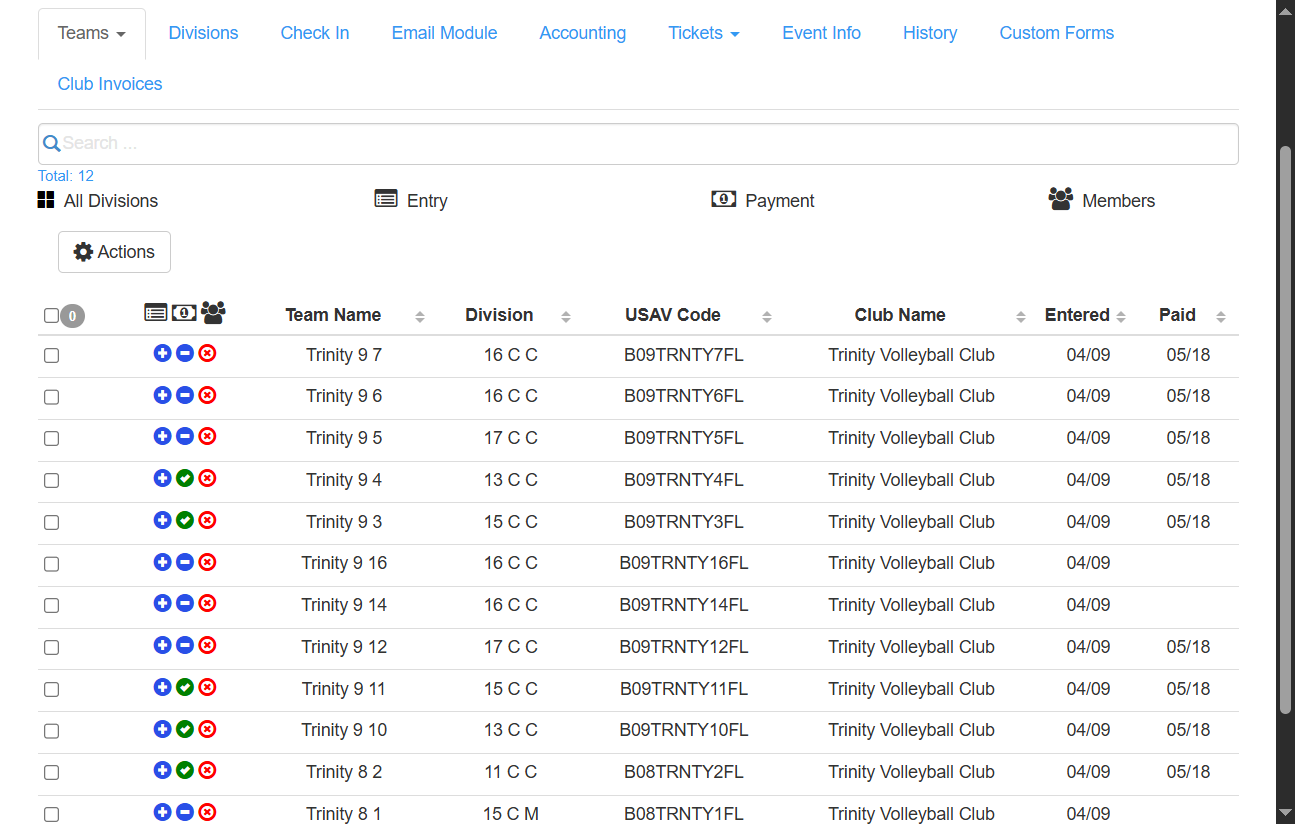 Teams Divisions Check In Email Module Accounting Tickets Event Info History Custom Forms
Club Invoices
Search ...
Total: 12
All Divisions Entry Payment Members
Actions
0 Team Name Division USAV Code Club Name Entered Paid
Trinity 9 7 16 C C B09TRNTY7FL Trinity Volleyball Club 04/09 05/18
Trinity 9 6 16 C C B09TRNTY6FL Trinity Volleyball Club 04/09 05/18
Trinity 9 5 17 C C B09TRNTY5FL Trinity Volleyball Club 04/09 05/18
Trinity 9 4 13 C C B09TRNTY4FL Trinity Volleyball Club 04/09 05/18
Trinity 9 3 15 C C B09TRNTY3FL Trinity Volleyball Club 04/09 05/18
Trinity 9 16 16 C C B09TRNTY16FL Trinity Volleyball Club 04/09
Trinity 9 14 16 C C B09TRNTY14FL Trinity Volleyball Club 04/09
Trinity 9 12 17 C C B09TRNTY12FL Trinity Volleyball Club 04/09 05/18
Trinity 9 11 15 C C B09TRNTY11FL Trinity Volleyball Club 04/09 05/18
Trinity 9 10 13 C C B09TRNTY10FL Trinity Volleyball Club 04/09 05/18
Trinity 8 2 11 C C B08TRNTY2FL Trinity Volleyball Club 04/09 05/18
Trinity 8 1 15 C M B08TRNTY1FL Trinity Volleyball Club 04/09